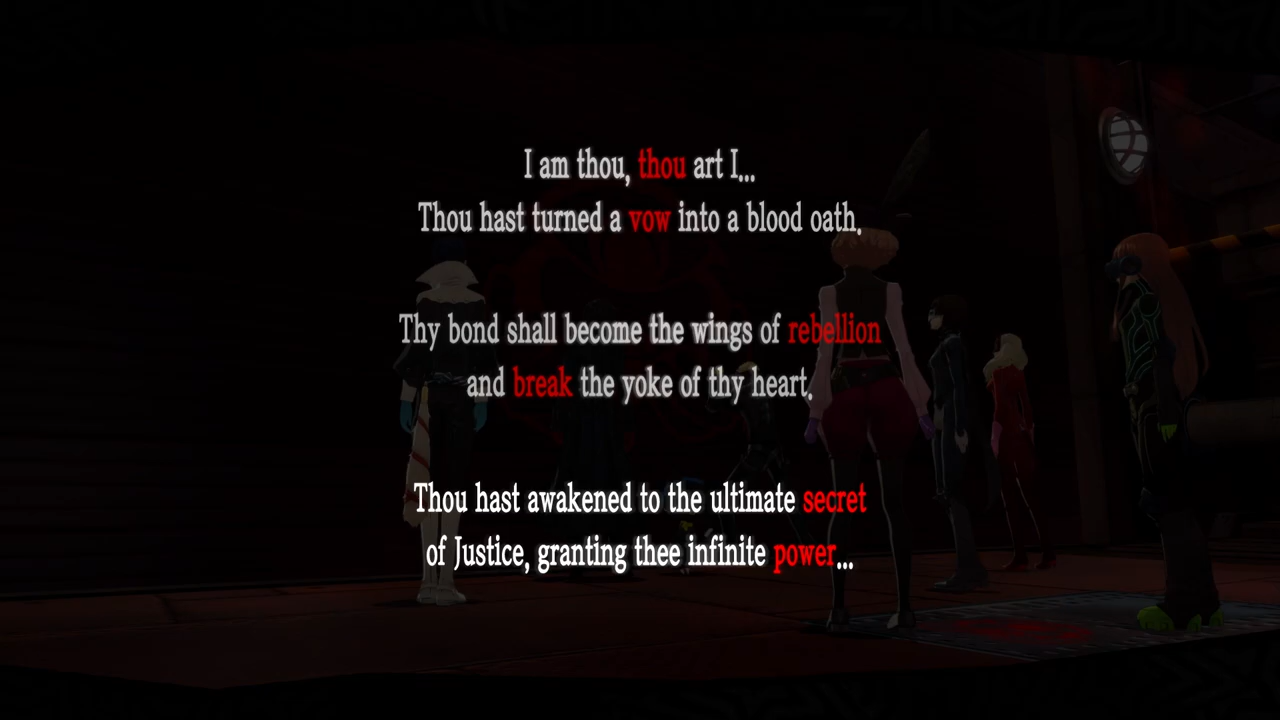 I am thou, thou art I...
Thou hast turned a vow into a blood oath.
Thy bond shall become the wings of rebellion
and break the yoke of thy heart.
Thou hast awakened to the ultimate secret
of Justice, granting thee infinite power...